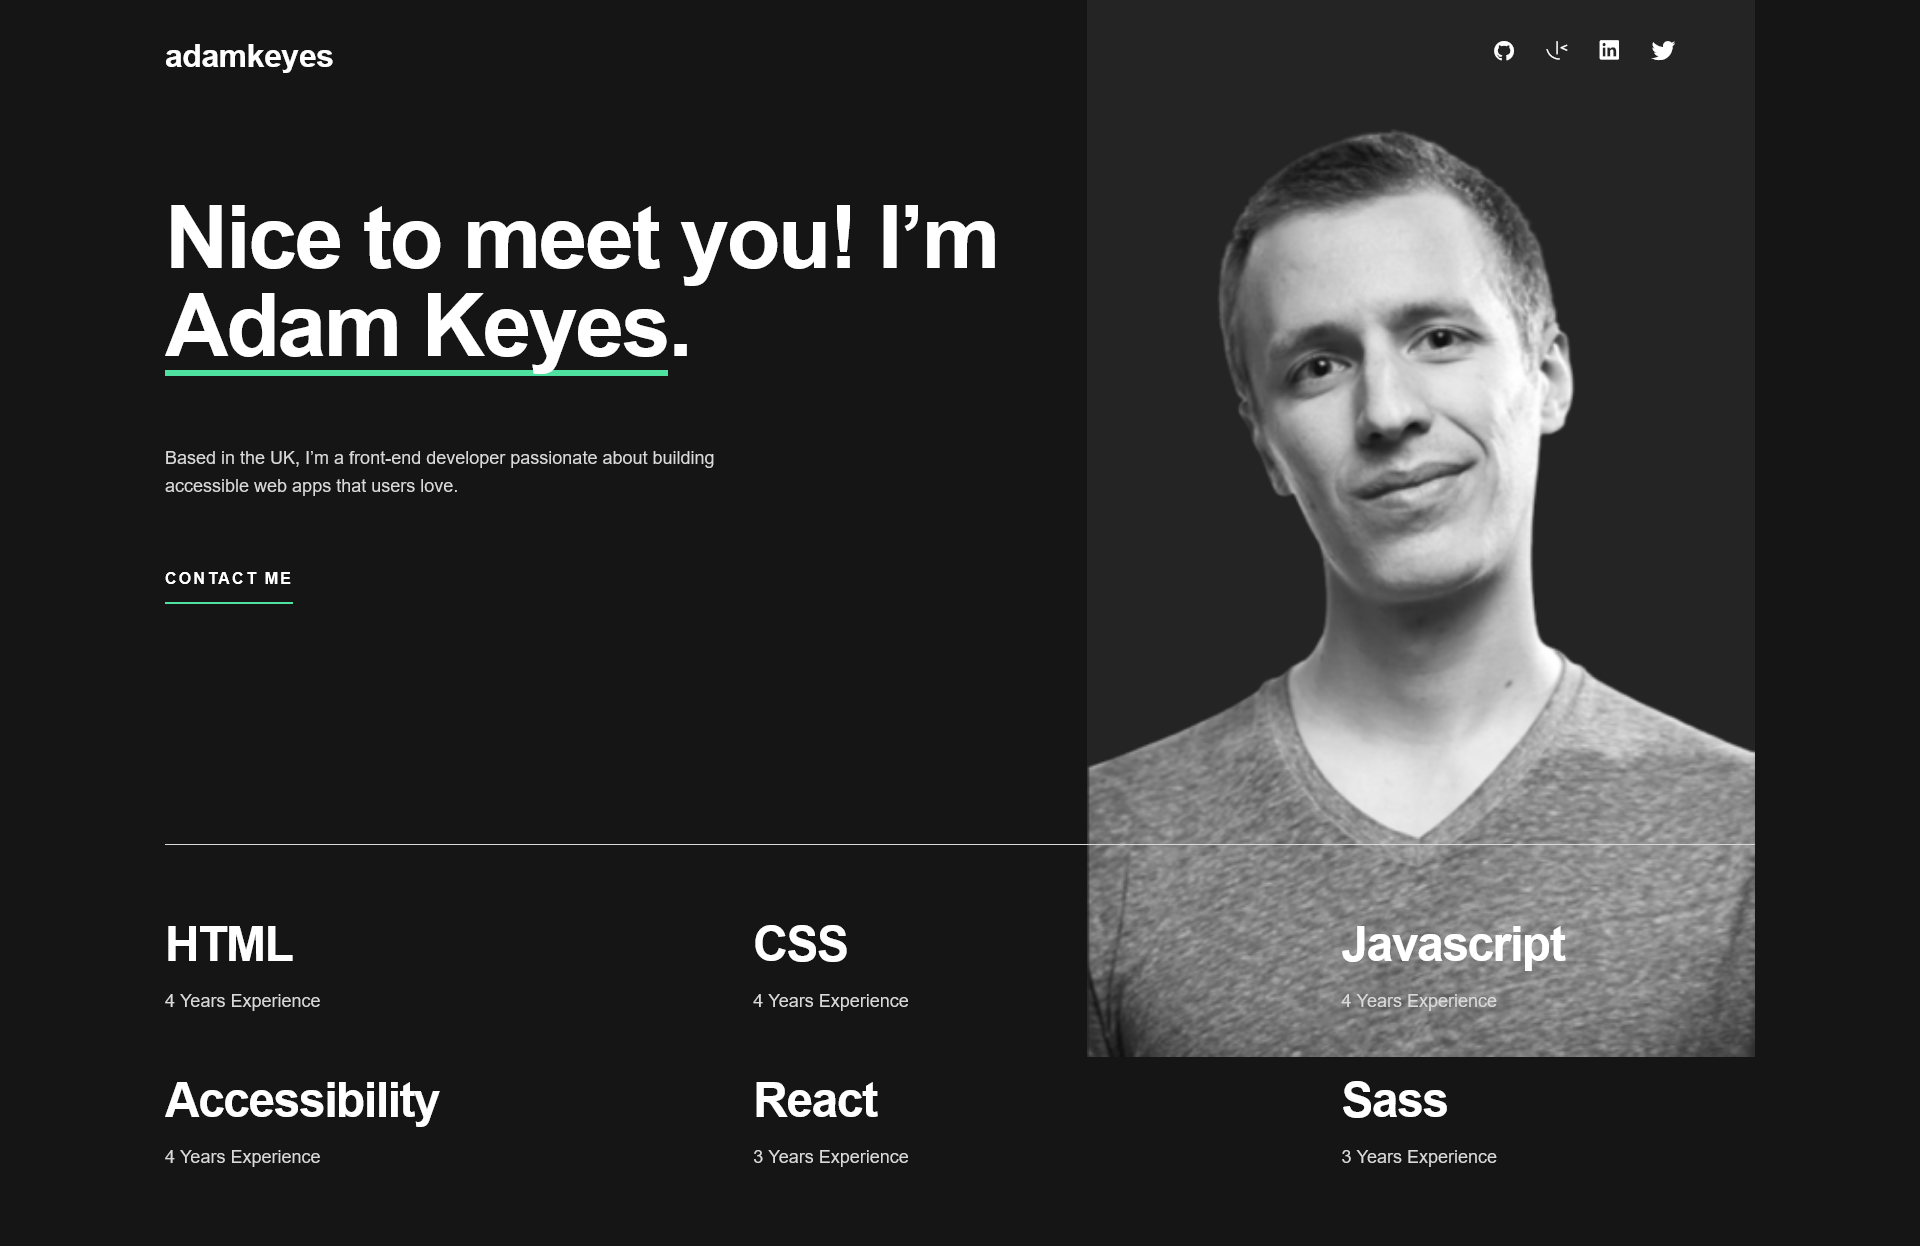 adamkeyes
Nice to meet you! I’m
Adam Keyes.
Based in the UK, I’m a front-end developer passionate about building
accessible web apps that users love.
CONTACT ME
HTML
4 Years Experience
CSS
4 Years Experience
Javascript
4 Years Experience
Accessibility
4 Years Experience
React
3 Years Experience
Sass
3 Years Experience